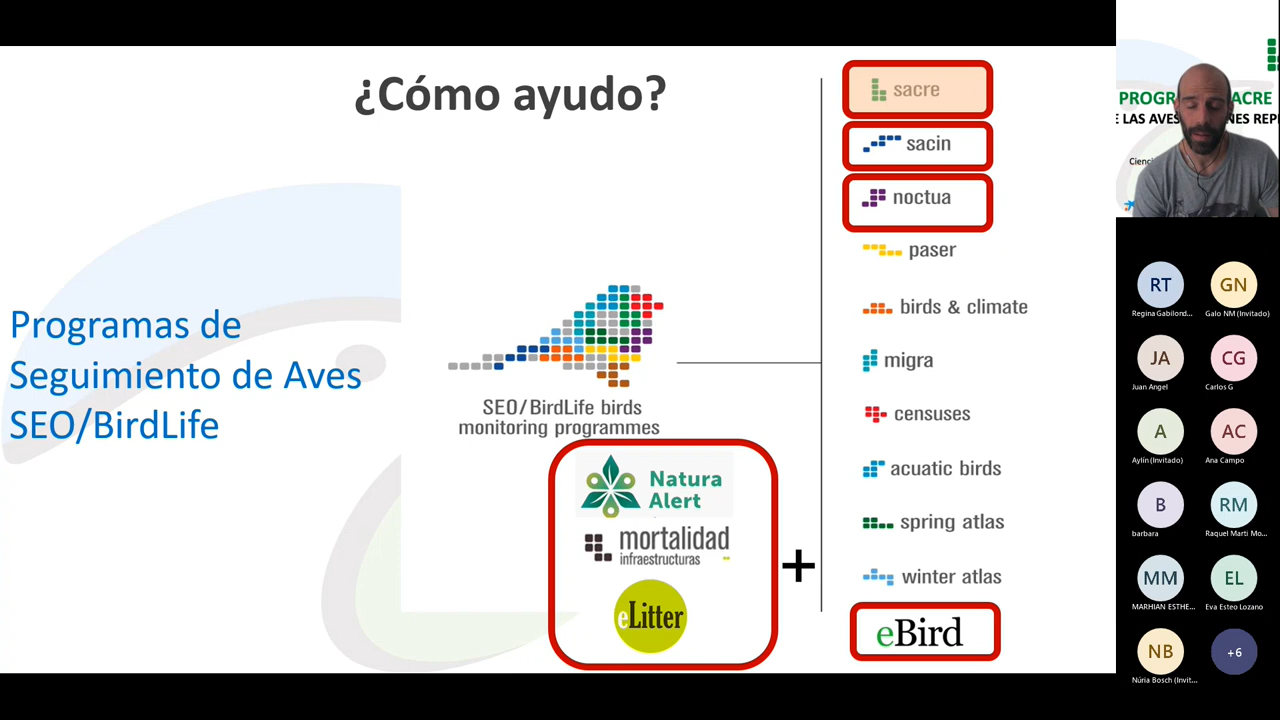 ¿Cómo ayudo?
Programas de
Seguimiento de Aves
SEO/BirdLife
SEO/BirdLife birds
monitoring programmes
Natura
Alert
mortalidad
infraestructuras
eLitter
+
sacre
sacin
noctua
paser
birds & climate
migra
censuses
acuatic birds
spring atlas
winter atlas
eBird
PROGR
ACRE
E LAS AVES
NES REP
Cienci
RT
Regina Gabilond...
GN
Galo NM (Invitado)
JA
Juan Angel
CG
Carlos G
A
Aylín (Invitado)
AC
Ana Campo
B
barbara
RM
Raquel Martí Mo...
MM
MARHIAN ESTHE...
EL
Eva Esteo Lozano
NB
Núria Bosch (Invit...
+6